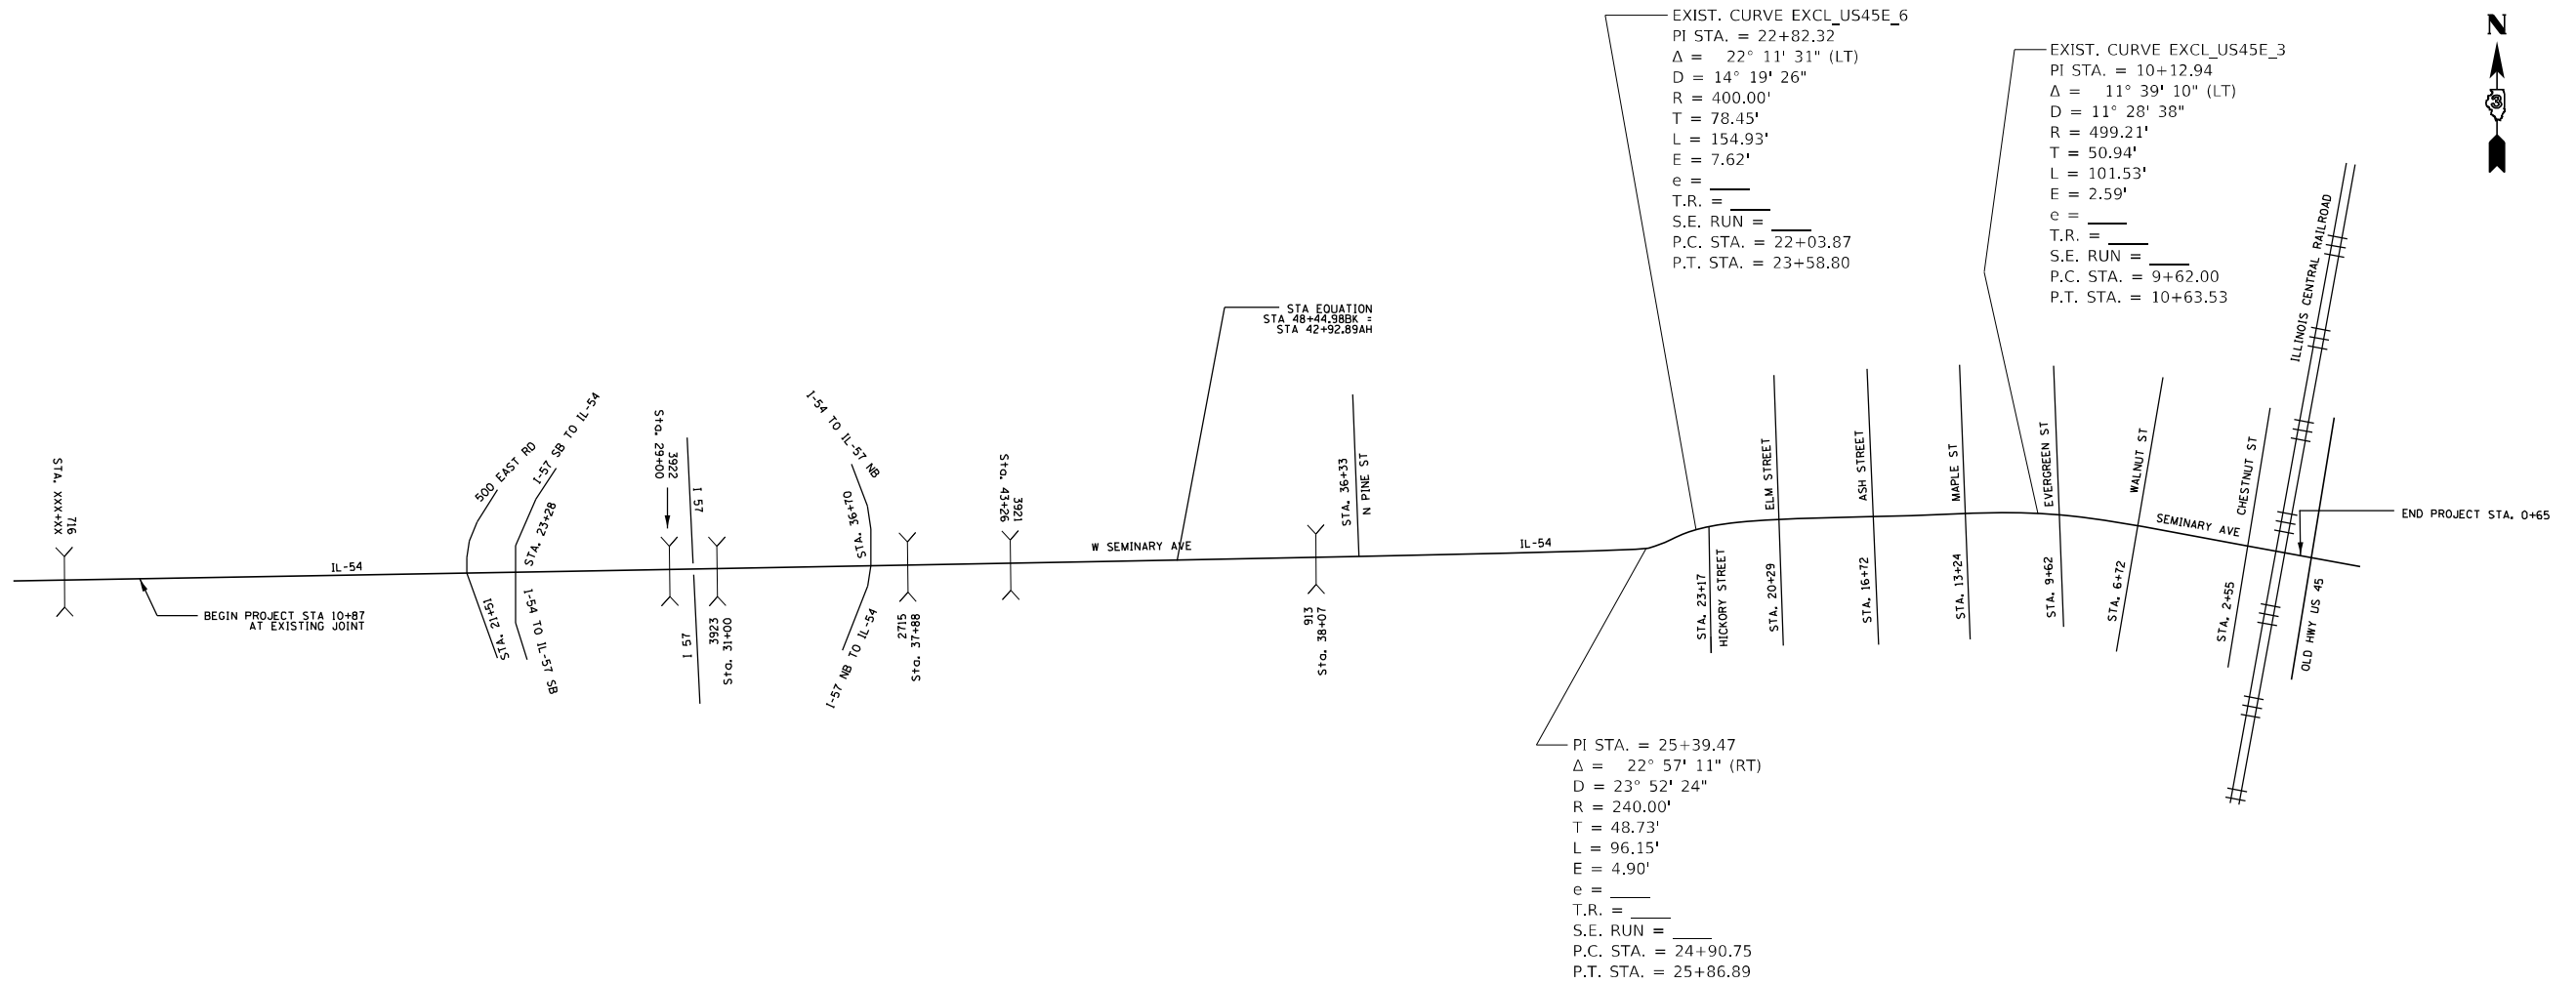 EXIST. CURVE EXCL_US45E_6
PI STA. = 22+82.32
Δ = 22° 11' 31" (LT)
D = 14° 19' 26"
R = 400.00'
T = 78.45'
L = 154.93'
E = 7.62'
e = ____
T.R. = ____
S.E. RUN = ____
P.C. STA. = 22+03.87
P.T. STA. = 23+58.80
EXIST. CURVE EXCL_US45E_3
PI STA. = 10+12.94
Δ = 11° 39' 10" (LT)
D = 11° 28' 38"
R = 499.21'
T = 50.94'
L = 101.53'
E = 2.59'
e = ____
T.R. = ____
S.E. RUN = ____
P.C. STA. = 9+62.00
P.T. STA. = 10+63.53
N
3
STA EQUATION
STA 48+44.98BK =
STA 42+92.89AH
STA. XXX+XX
716
IL-54
BEGIN PROJECT STA 10+87
AT EXISTING JOINT
500 EAST RD
STA. 21+51
I-57 SB TO IL-54
STA. 23+28
I-54 TO IL-57 SB
Sta. 29+00
3922
I 57
I 57
3923
Sta. 31+00
I-54 TO IL-57 NB
STA. 36+70
I-57 NB TO IL-54
2715
Sta. 37+88
Sta. 43+26
3921
W SEMINARY AVE
913
Sta. 38+07
STA. 36+33
N PINE ST
IL-54
STA. 23+17
HICKORY STREET
ELM STREET
STA. 20+29
ASH STREET
STA. 16+72
MAPLE ST
STA. 13+24
EVERGREEN ST
STA. 9+62
WALNUT ST
STA. 6+72
SEMINARY AVE
CHESTNUT ST
STA. 2+55
ILLINOIS CENTRAL RAILROAD
OLD HWY US 45
END PROJECT STA. 0+65
PI STA. = 25+39.47
Δ = 22° 57' 11" (RT)
D = 23° 52' 24"
R = 240.00'
T = 48.73'
L = 96.15'
E = 4.90'
e = ____
T.R. = ____
S.E. RUN = ____
P.C. STA. = 24+90.75
P.T. STA. = 25+86.89